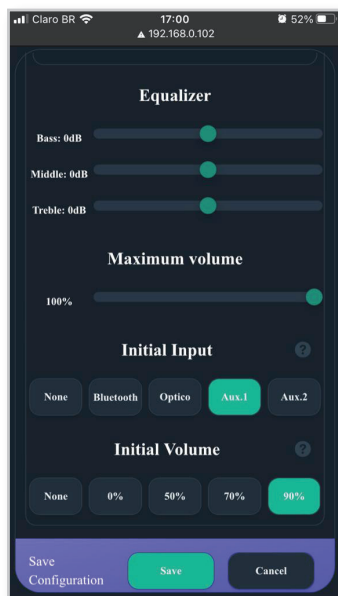 Claro BR
17:00
52%
192.168.0.102
Equalizer
Bass: 0dB
Middle: 0dB
Treble: 0dB
Maximum volume
100%
Initial Input
?
None
Bluetooth
Optico
Aux.1
Aux.2
Initial Volume
?
None
0%
50%
70%
90%
Save
Configuration
Save
Cancel